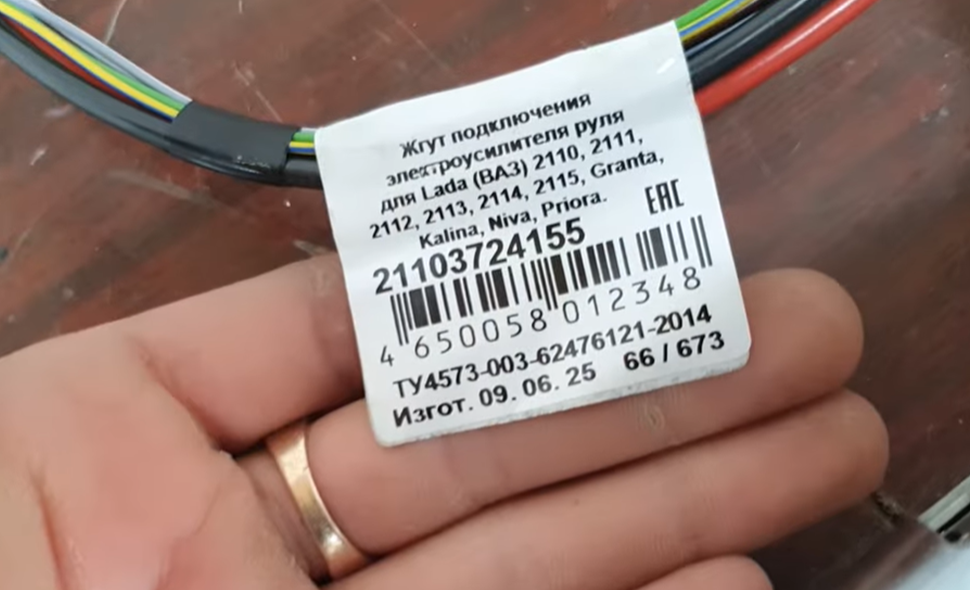 Жгут подключения
электроусилителя руля
для Lada (ВАЗ) 2110, 2111,
2112, 2113, 2114, 2115, Granta,
Kalina, Niva, Priora.
EAC
21103724155
4 650058 012348
ТУ4573-003-62476121-2014
Изгот. 09. 06. 25 66 / 673